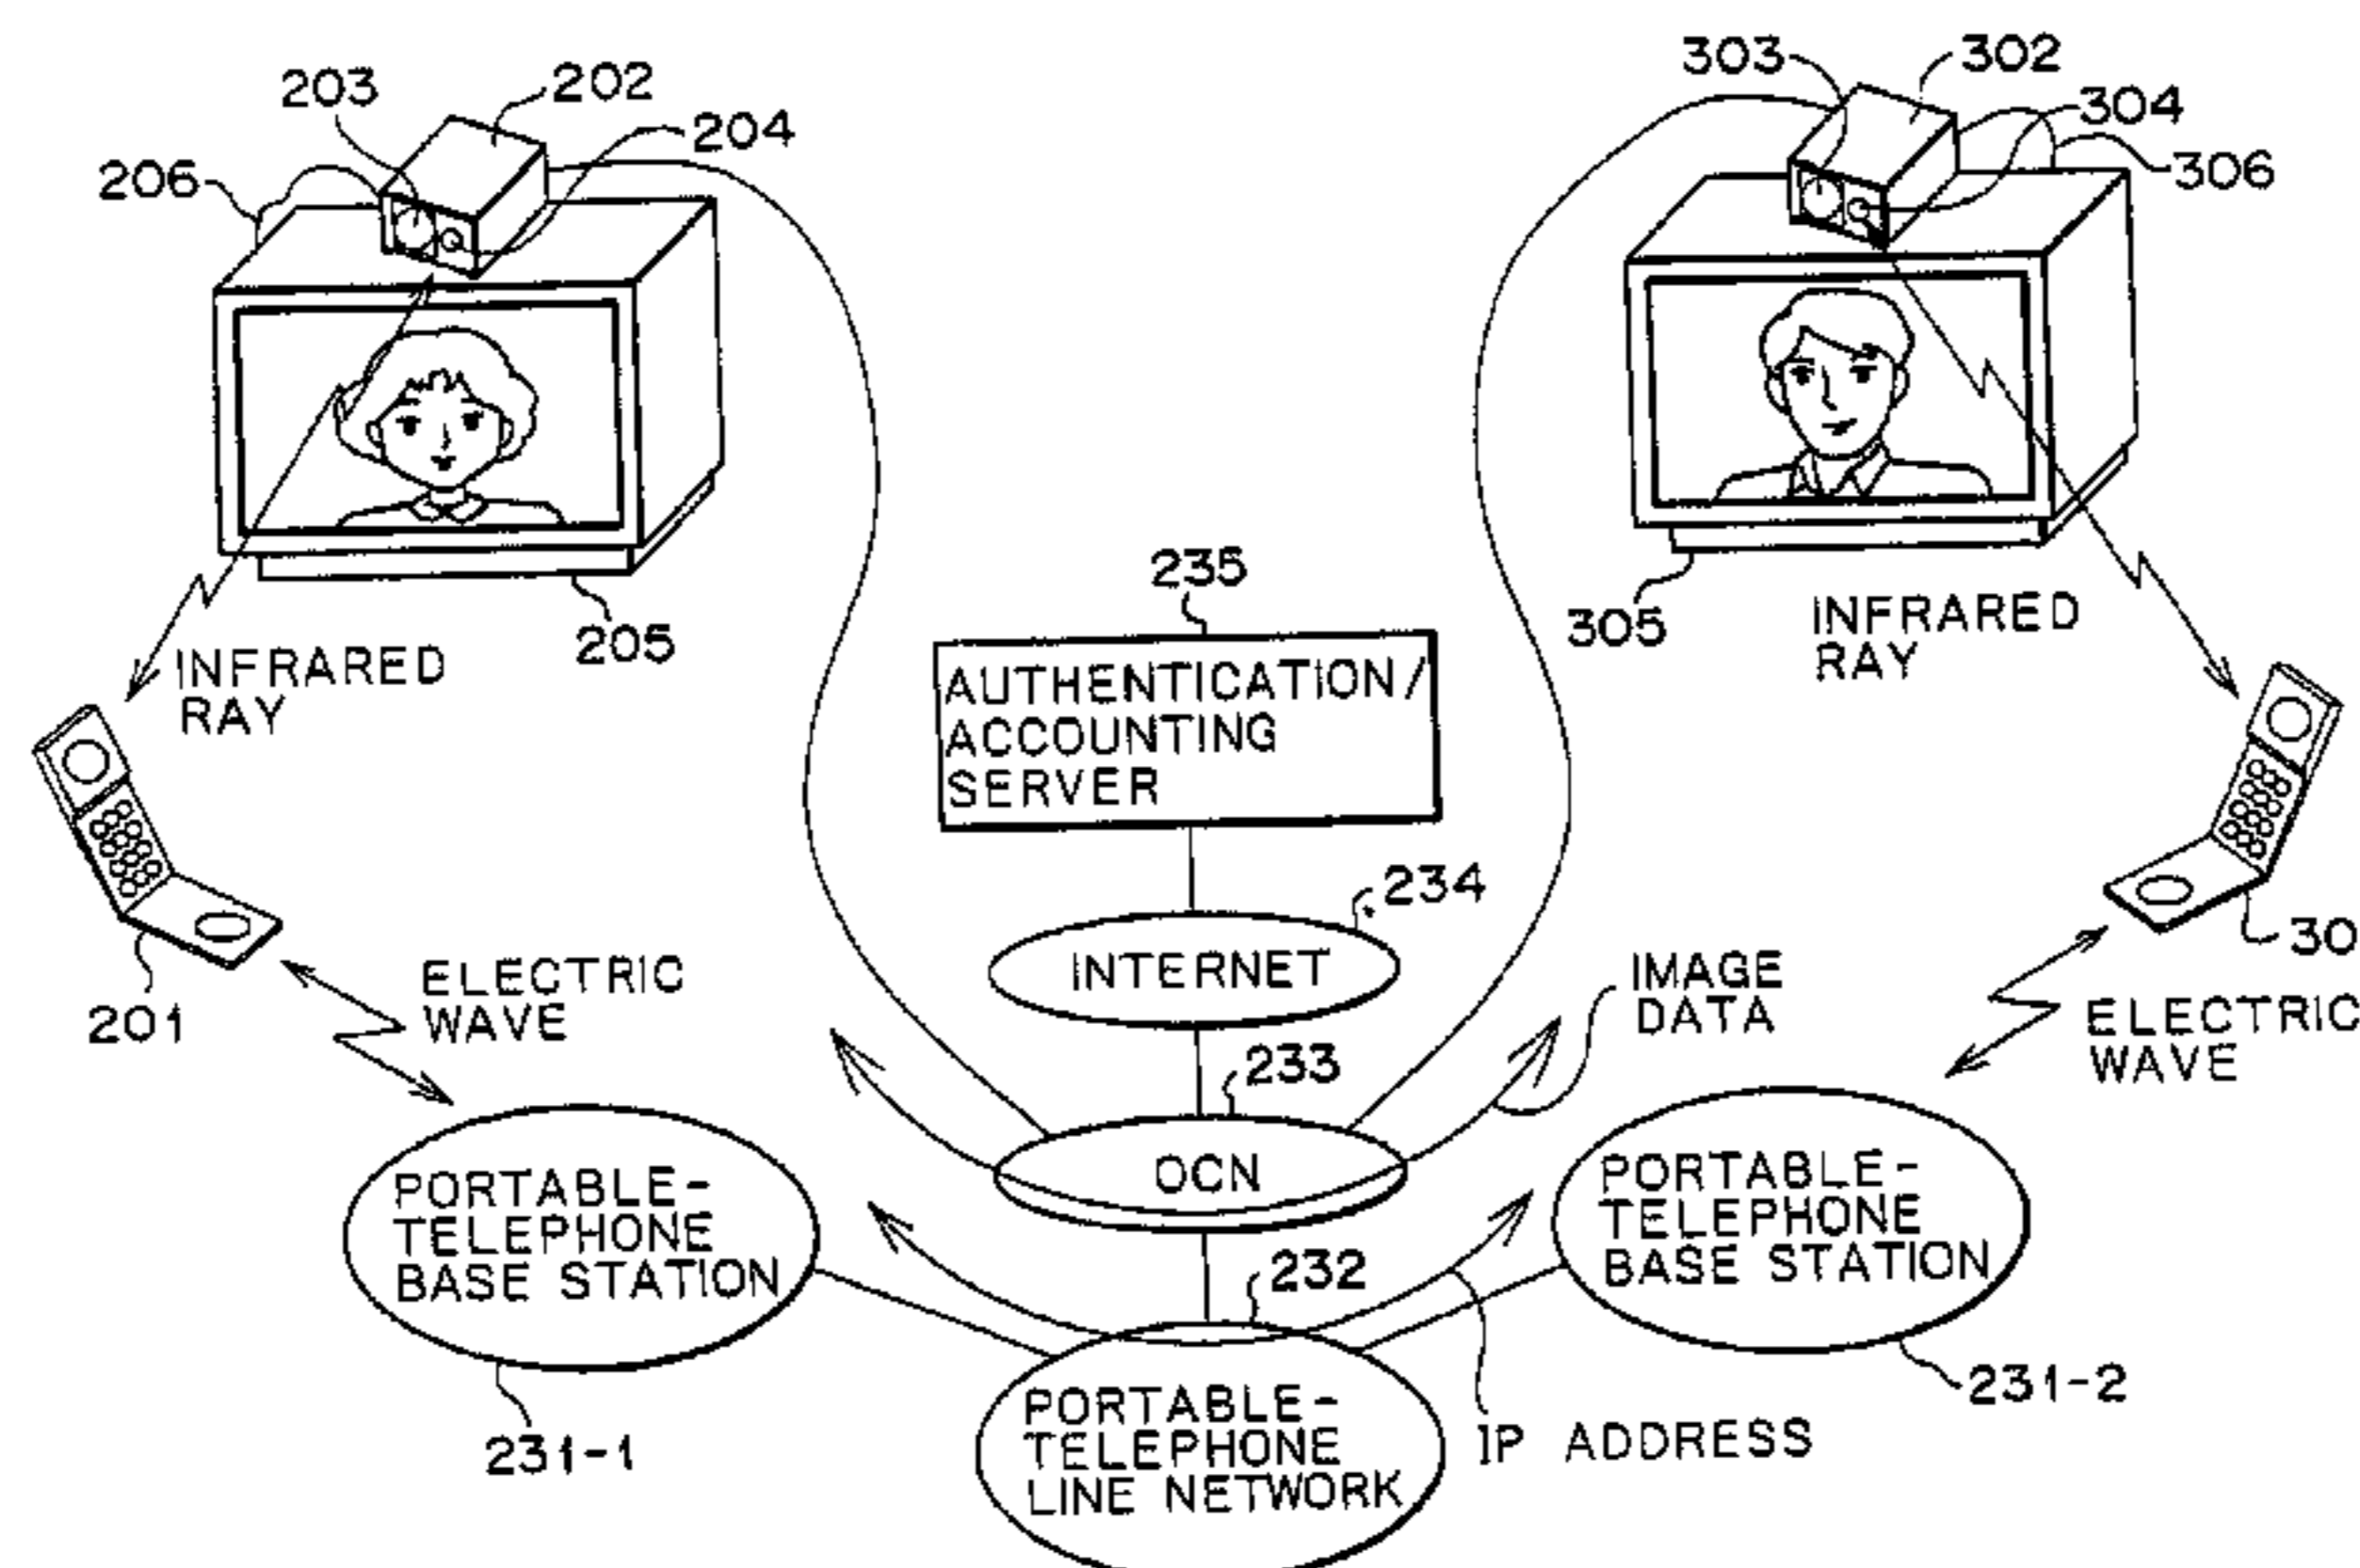 303
302
203
202
304
204
206
306
235
205
305
INFRARED
RAY
INFRARED
RAY
AUTHENTICATION/
ACCOUNTING
SERVER
234
30
INTERNET
IMAGE
DATA
ELECTRIC
WAVE
201
ELECTRIC
WAVE
233
OCN
PORTABLE-
TELEPHONE
BASE STATION
PORTABLE-
TELEPHONE
BASE STATION
232
231-2
231-1
PORTABLE-
TELEPHONE
LINE NETWORK
IP ADDRESS